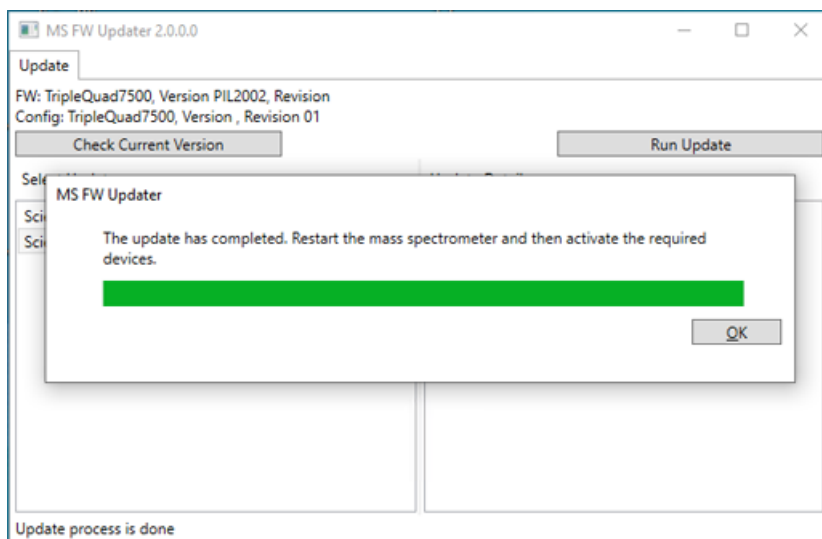 MS FW Updater 2.0.0.0
Update
FW: TripleQuad7500, Version PIL2002, Revision
Config: TripleQuad7500, Version , Revision 01
Check Current Version
Run Update
MS FW Updater
The update has completed. Restart the mass spectrometer and then activate the required
devices.
OK
Update process is done